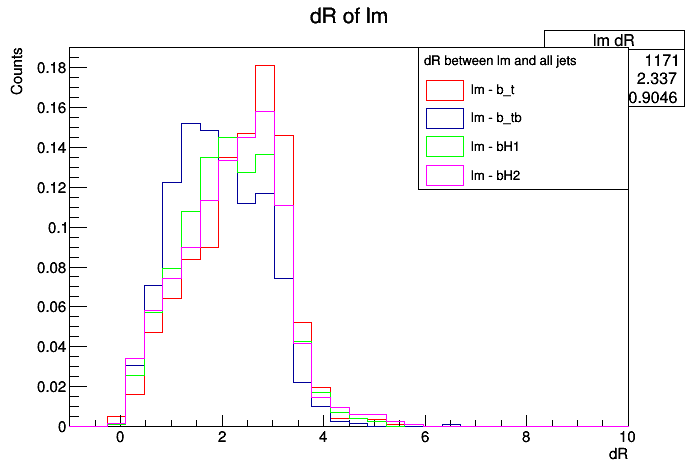 dR of lm
lm dR
1171
2.337
0.9046
Counts
dR between lm and all jets
lm - b_t
lm - b_tb
lm - bH1
lm - bH2
0.18
0.16
0.14
0.12
0.1
0.08
0.06
0.04
0.02
0
0 2 4 6 8 10
dR